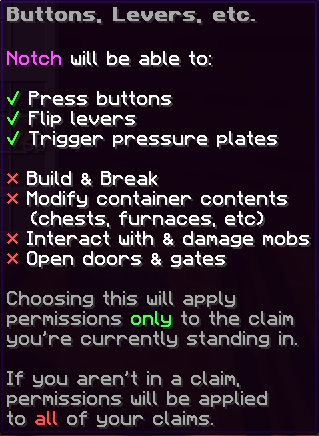 Buttons, Levers, etc.
Notch will be able to:
✓ Press buttons
✓ Flip levers
✓ Trigger pressure plates
✕ Build & Break
✕ Modify container contents
(chests, furnaces, etc)
✕ Interact with & damage mobs
✕ Open doors & gates
Choosing this will apply
permissions only to the claim
you're currently standing in.
If you aren't in a claim,
permissions will be applied
to all of your claims.